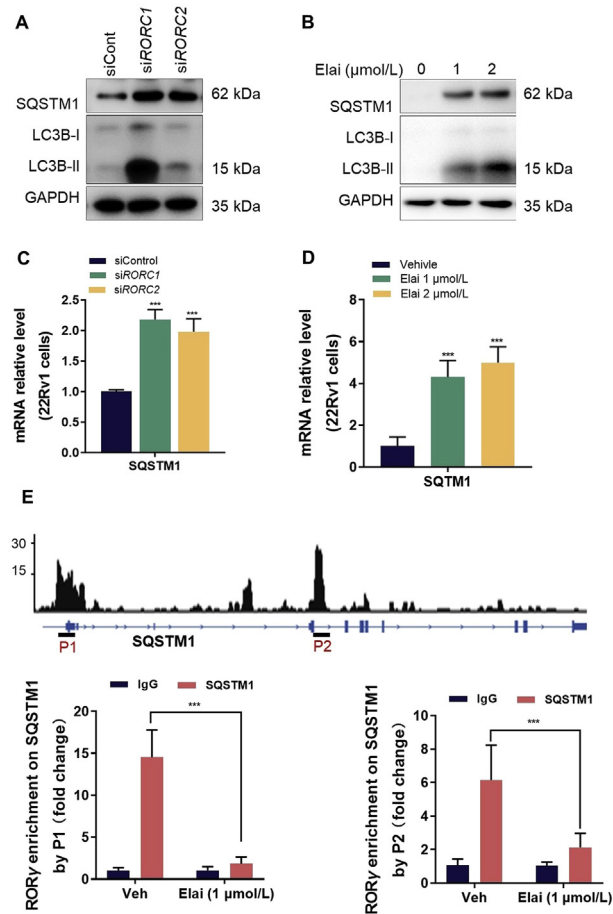 A
siCont
siRORC1
siRORC2
SQSTM1
62 kDa
LC3B-I
LC3B-II
15 kDa
GAPDH
35 kDa
B
Elai (μmol/L) 0 1 2
SQSTM1
62 kDa
LC3B-I
LC3B-II
15 kDa
GAPDH
35 kDa
C
siControl
siRORC1
siRORC2
mRNA relative level
(22Rv1 cells)
2.5
2.0
1.5
1.0
0.5
0.0
*** ***
SQSTM1
D
Vehivle
Elai 1 μmol/L
Elai 2 μmol/L
mRNA relative level
(22Rv1 cells)
8
6
4
2
0
*** ***
SQTM1
E
30
15
P1
SQSTM1
P2
IgG SQSTM1
RORγ enrichment on SQSTM1
by P1 (fold change)
20
15
10
5
0
***
Veh Elai (1 μmol/L)
IgG SQSTM1
RORγ enrichment on SQSTM1
by P2 (fold change)
10
8
6
4
2
0
***
Veh Elai (1 μmol/L)